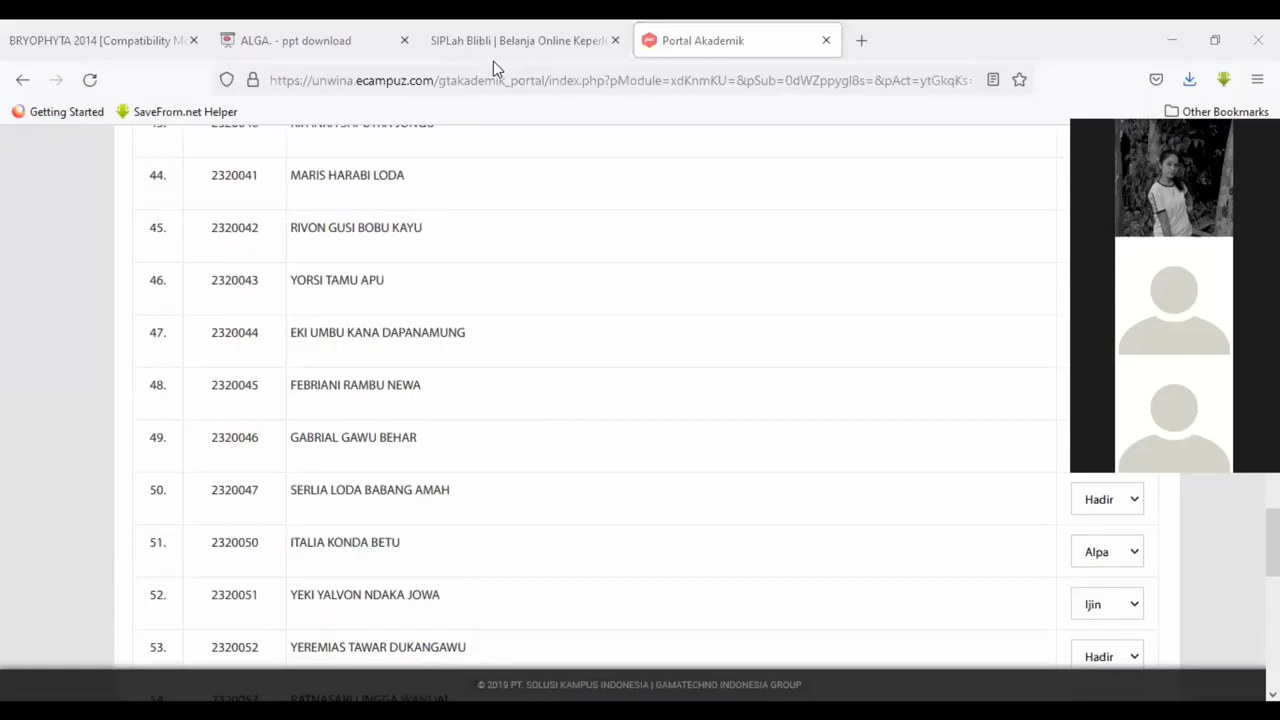 BRYOPHYTA 2014 [Compatibility Mo
ALGA. - ppt download
SIPLah Blibli | Belanja Online Keperlu
Portal Akademik
https://unwina.ecampuz.com/gtakademik_portal/index.php?pModule=xdKnmKU=&pSub=0dWZppygl8s=&pAct=ytGkqKs=
Getting Started
SaveFrom.net Helper
Other Bookmarks
44. 2320041 MARIS HARABI LODA
45. 2320042 RIVON GUSI BOBU KAYU
46. 2320043 YORSI TAMU APU
47. 2320044 EKI UMBU KANA DAPANAMUNG
48. 2320045 FEBRIANI RAMBU NEWA
49. 2320046 GABRIAL GAWU BEHAR
50. 2320047 SERLIA LODA BABANG AMAH Hadir
51. 2320050 ITALIA KONDA BETU Alpa
52. 2320051 YEKI YALVON NDAKA JOWA Ijin
53. 2320052 YEREMIAS TAWAR DUKANGAWU Hadir
© 2019 PT. SOLUSI KAMPUS INDONESIA | GAMATECHNO INDONESIA GROUP